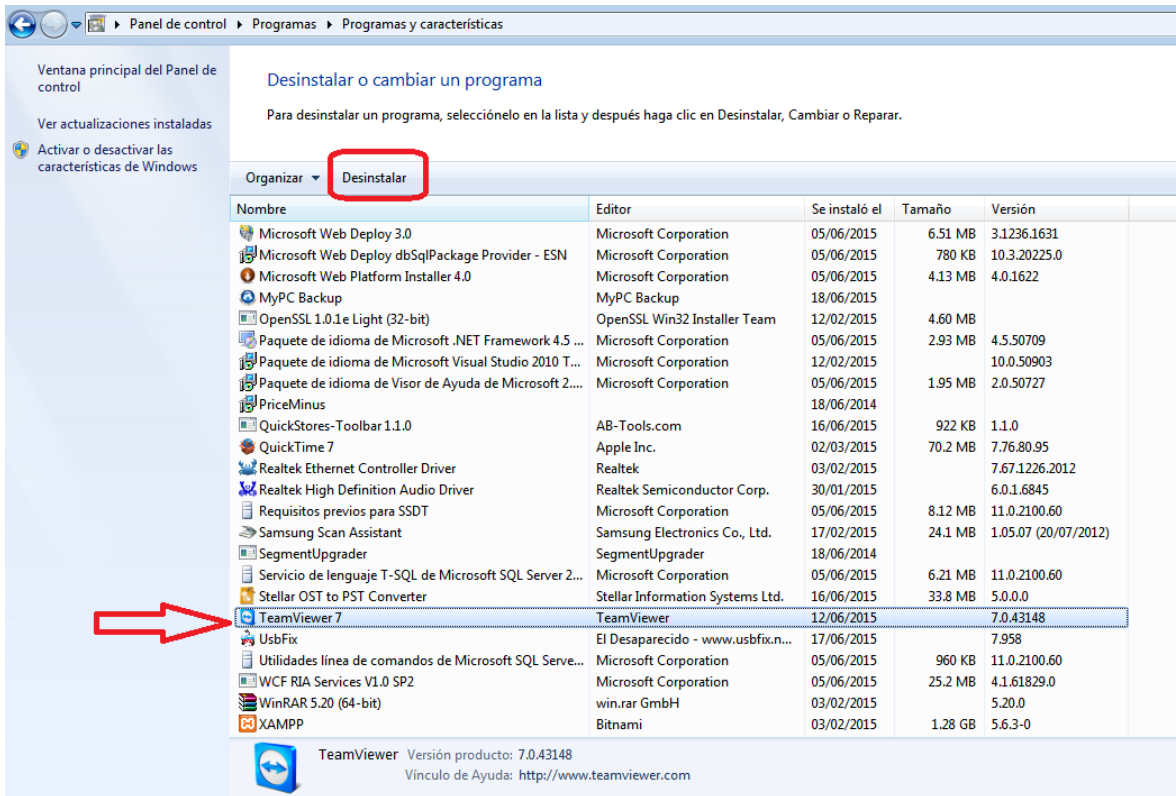 Panel de control ▸ Programas ▸ Programas y características
Ventana principal del Panel de
control
Ver actualizaciones instaladas
Activar o desactivar las
características de Windows
Desinstalar o cambiar un programa
Para desinstalar un programa, selecciónelo en la lista y después haga clic en Desinstalar, Cambiar o Reparar.
Organizar Desinstalar
Nombre Editor Se instaló el Tamaño Versión
Microsoft Web Deploy 3.0 Microsoft Corporation 05/06/2015 6.51 MB 3.1236.1631
Microsoft Web Deploy dbSqlPackage Provider - ESN Microsoft Corporation 05/06/2015 780 KB 10.3.20225.0
Microsoft Web Platform Installer 4.0 Microsoft Corporation 05/06/2015 4.13 MB 4.0.1622
MyPC Backup MyPC Backup 18/06/2015
OpenSSL 1.0.1e Light (32-bit) OpenSSL Win32 Installer Team 12/02/2015 4.60 MB
Paquete de idioma de Microsoft .NET Framework 4.5 ... Microsoft Corporation 05/06/2015 2.93 MB 4.5.50709
Paquete de idioma de Microsoft Visual Studio 2010 T... Microsoft Corporation 12/02/2015 10.0.50903
Paquete de idioma de Visor de Ayuda de Microsoft 2.... Microsoft Corporation 05/06/2015 1.95 MB 2.0.50727
PriceMinus 18/06/2014
QuickStores-Toolbar 1.1.0 AB-Tools.com 16/06/2015 922 KB 1.1.0
QuickTime 7 Apple Inc. 02/03/2015 70.2 MB 7.76.80.95
Realtek Ethernet Controller Driver Realtek 03/02/2015 7.67.1226.2012
Realtek High Definition Audio Driver Realtek Semiconductor Corp. 30/01/2015 6.0.1.6845
Requisitos previos para SSDT Microsoft Corporation 05/06/2015 8.12 MB 11.0.2100.60
Samsung Scan Assistant Samsung Electronics Co., Ltd. 17/02/2015 24.1 MB 1.05.07 (20/07/2012)
SegmentUpgrader SegmentUpgrader 18/06/2014
Servicio de lenguaje T-SQL de Microsoft SQL Server 2... Microsoft Corporation 05/06/2015 6.21 MB 11.0.2100.60
Stellar OST to PST Converter Stellar Information Systems Ltd. 16/06/2015 33.8 MB 5.0.0.0
TeamViewer 7 TeamViewer 12/06/2015 7.0.43148
UsbFix El Desaparecido - www.usbfix.n... 17/06/2015 7.958
Utilidades línea de comandos de Microsoft SQL Serve... Microsoft Corporation 05/06/2015 960 KB 11.0.2100.60
WCF RIA Services V1.0 SP2 Microsoft Corporation 05/06/2015 25.2 MB 4.1.61829.0
WinRAR 5.20 (64-bit) win.rar GmbH 03/02/2015 5.20.0
XAMPP Bitnami 03/02/2015 1.28 GB 5.6.3-0
TeamViewer Versión producto: 7.0.43148
Vínculo de Ayuda: http://www.teamviewer.com